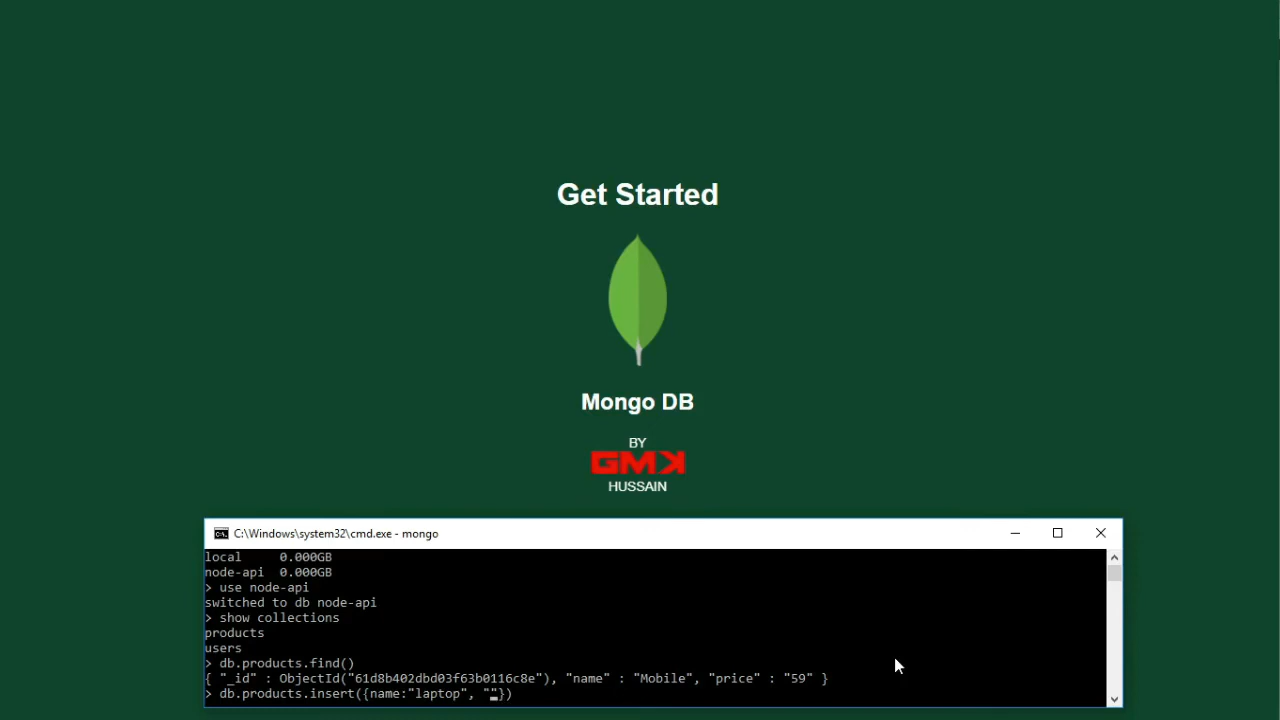 Get Started
Mongo DB
BY
GMK
HUSSAIN
C:\Windows\system32\cmd.exe - mongo
local     0.000GB
node-api  0.000GB
> use node-api
switched to db node-api
> show collections
products
users
> db.products.find()
{ "_id" : ObjectId("61d8b402dbd03f63b0116c8e"), "name" : "Mobile", "price" : "59" }
> db.products.insert({name:"laptop", ""})